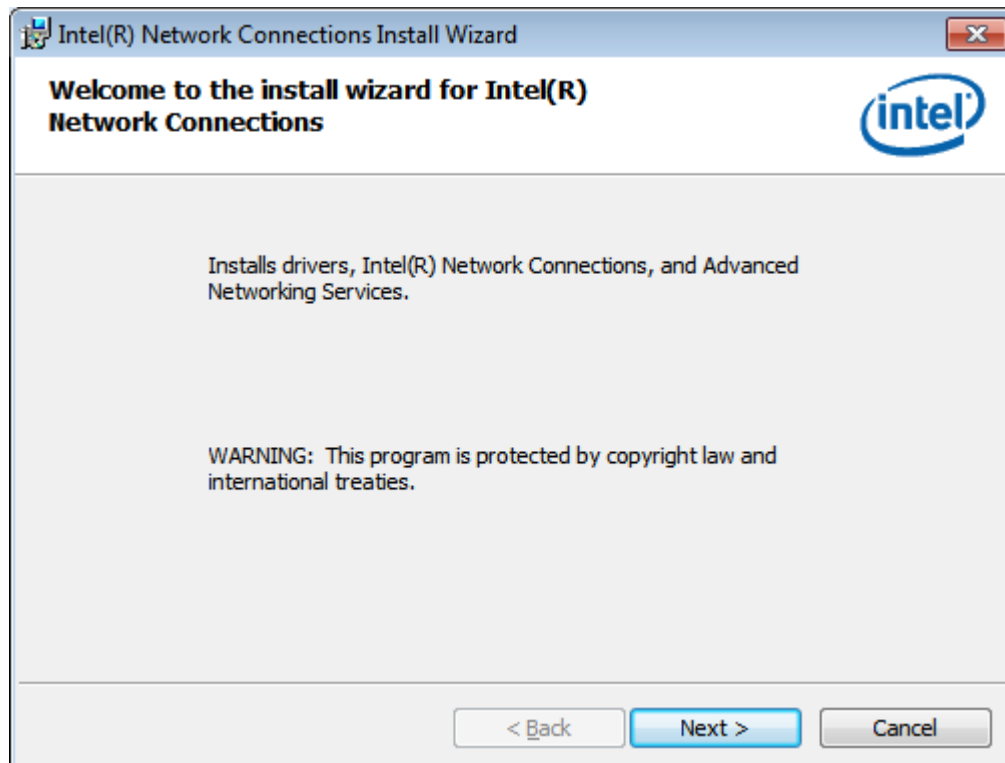 Intel(R) Network Connections Install Wizard
Welcome to the install wizard for Intel(R)
Network Connections
intel
Installs drivers, Intel(R) Network Connections, and Advanced
Networking Services.
WARNING:  This program is protected by copyright law and
international treaties.
< Back
Next >
Cancel